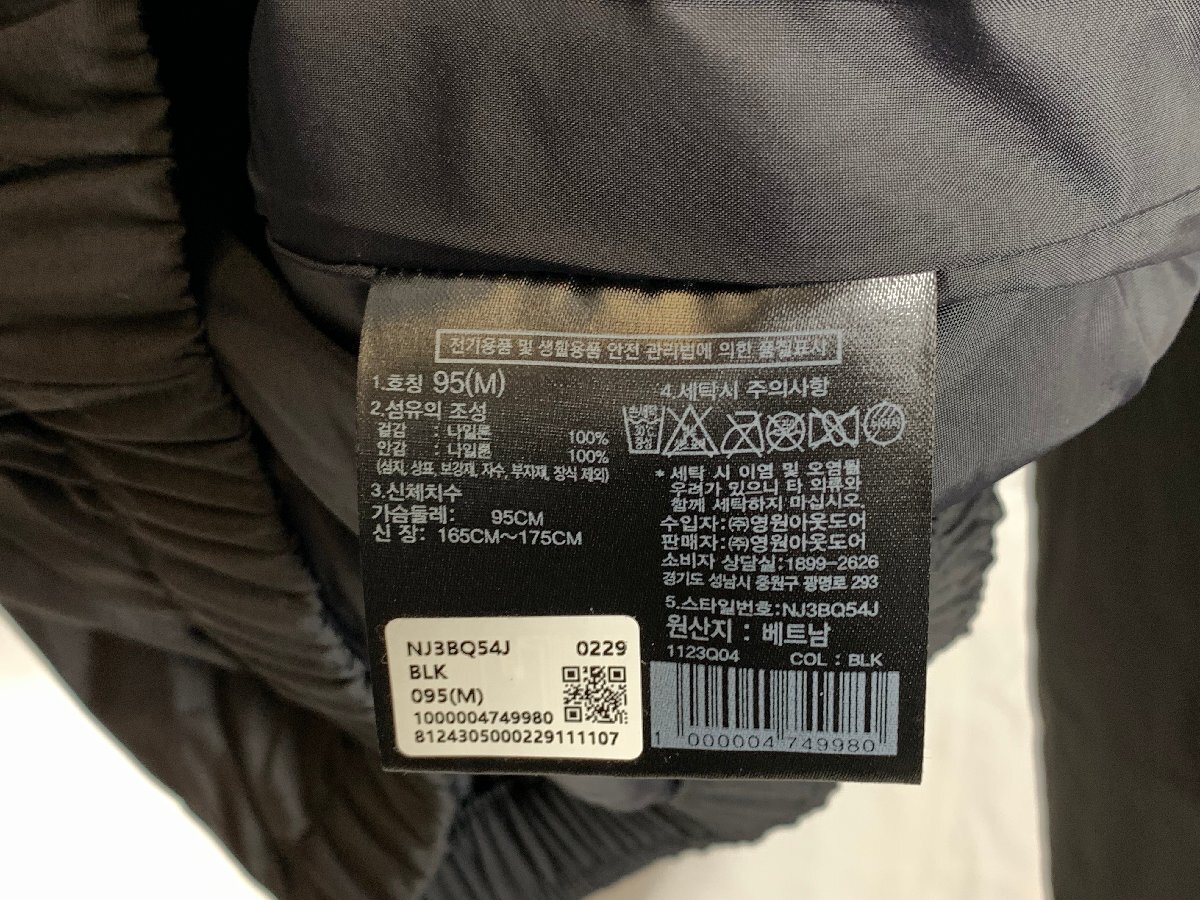 전기용품 및 생활용품 안전 관리법에 의한 품질표시
1.호칭 95(M)
2.섬유의 조성
겉감 : 나일론 100%
안감 : 나일론 100%
(심지, 상표, 보강재, 자수, 부자재, 장식 제외)
3.신체치수
가슴둘레: 95CM
신 장: 165CM~175CM
4.세탁시 주의사항
손세탁
30℃
중성
* 세탁 시 이염 및 오염될
우려가 있으니 타 의류와
함께 세탁하지 마십시오.
수입자:㈜영원아웃도어
판매자:㈜영원아웃도어
소비자 상담실:1899-2626
경기도 성남시 중원구 광명로 293
5.스타일번호:NJ3BQ54J
원산지 : 베트남
1123Q04 COL : BLK
1 000004 749980
NJ3BQ54J 0229
BLK
095(M)
1000004749980
8124305000229111107